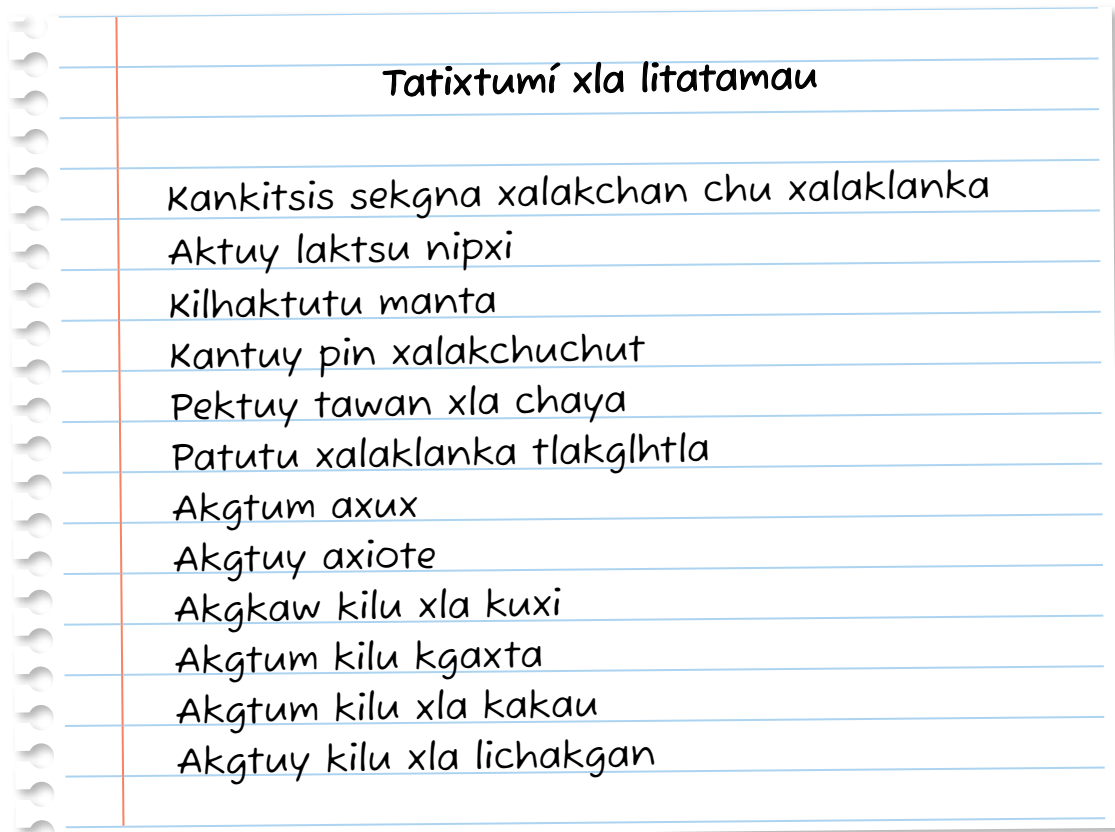 Tatixtumí xla litatamau
Kankitsis sekgna xalakchan chu xalaklanka
Aktuy laktsu nipxi
Kilhaktutu manta
Kantuy pin xalakchuchut
Pektuy tawan xla chaya
Patutu xalaklanka tlakglhtla
Akgtum axux
Akgtuy axiote
Akgkaw kilu xla kuxi
Akgtum kilu kgaxta
Akgtum kilu xla kakau
Akgtuy kilu xla lichakgan